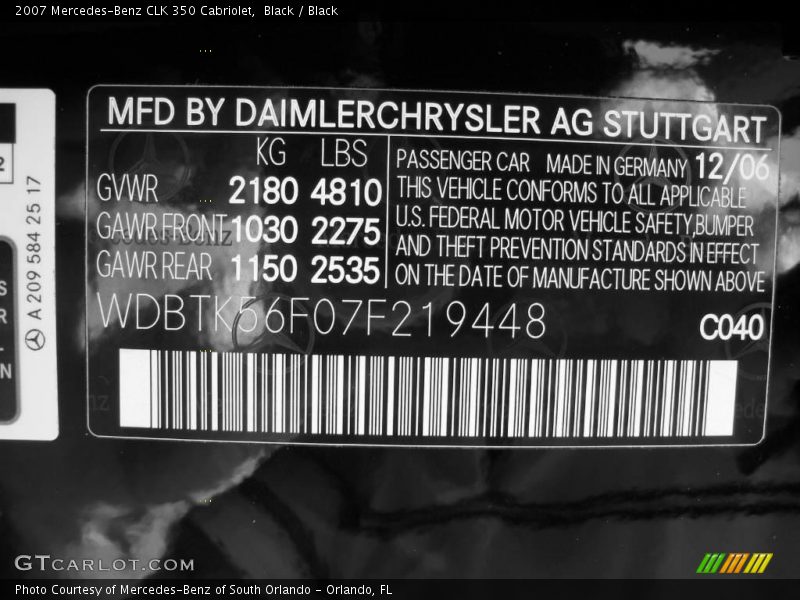 2007 Mercedes-Benz CLK 350 Cabriolet, Black / Black
MFD BY DAIMLERCHRYSLER AG STUTTGART
KG LBS
GVWR 2180 4810
GAWR FRONT 1030 2275
GAWR REAR 1150 2535
PASSENGER CAR MADE IN GERMANY 12/06
THIS VEHICLE CONFORMS TO ALL APPLICABLE
U.S. FEDERAL MOTOR VEHICLE SAFETY,BUMPER
AND THEFT PREVENTION STANDARDS IN EFFECT
ON THE DATE OF MANUFACTURE SHOWN ABOVE
WDBTK56F07F219448
C040
A 209 584 25 17
GTCARLOT.COM
Photo Courtesy of Mercedes-Benz of South Orlando - Orlando, FL